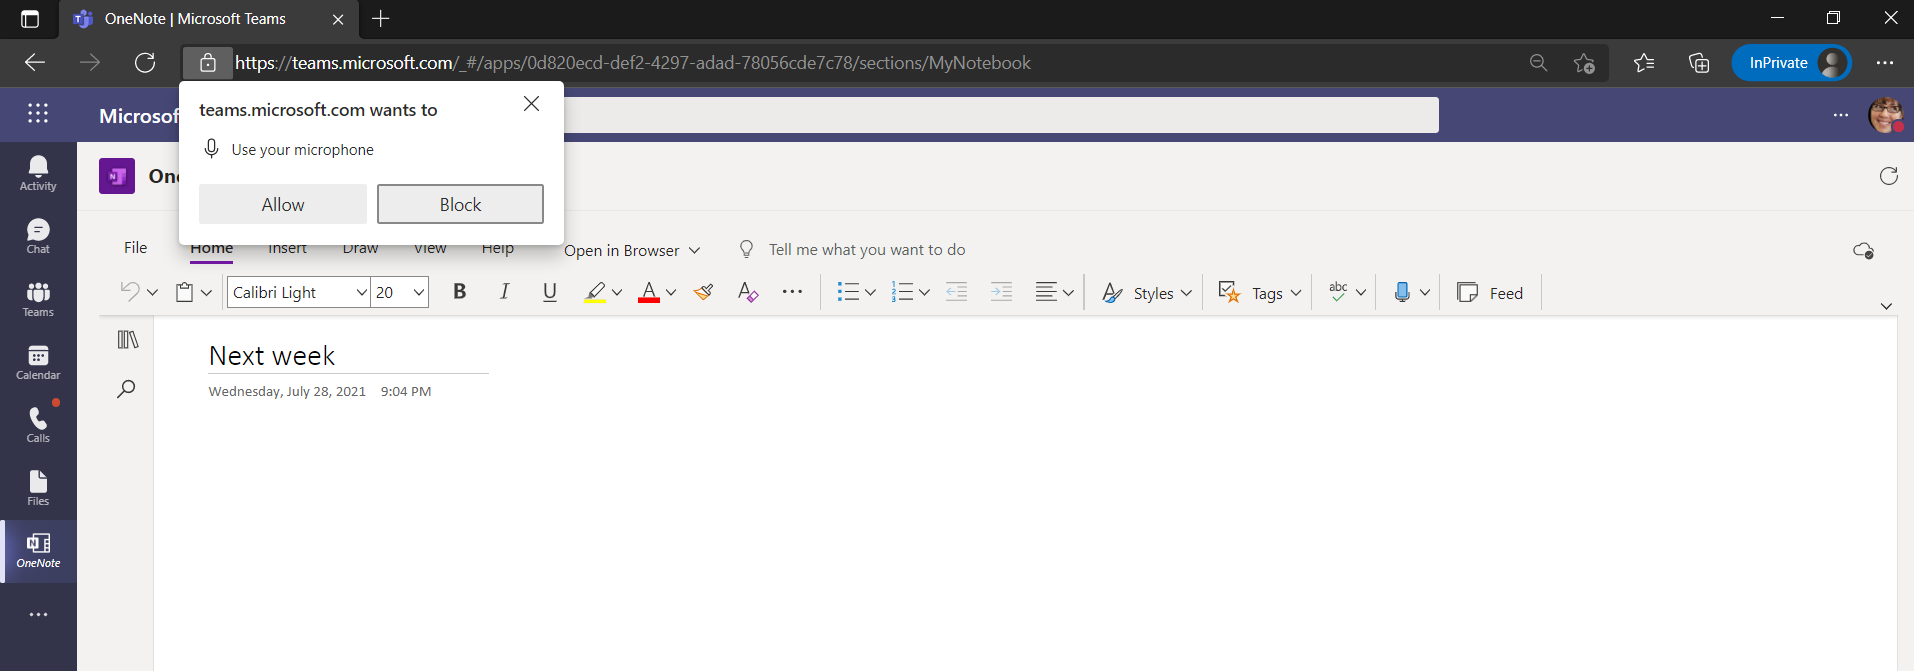 OneNote | Microsoft Teams
https://teams.microsoft.com/_#/apps/0d820ecd-def2-4297-adad-78056cde7c78/sections/MyNotebook
InPrivate
teams.microsoft.com wants to
Use your microphone
Allow
Block
Microsof
Activity
Chat
Teams
Calendar
Calls
Files
OneNote
On
File
Home
Insert
Draw
View
Help
Open in Browser
Tell me what you want to do
Calibri Light
20
B
I
U
A
A
Styles
Tags
abc
Feed
Next week
Wednesday, July 28, 2021 9:04 PM